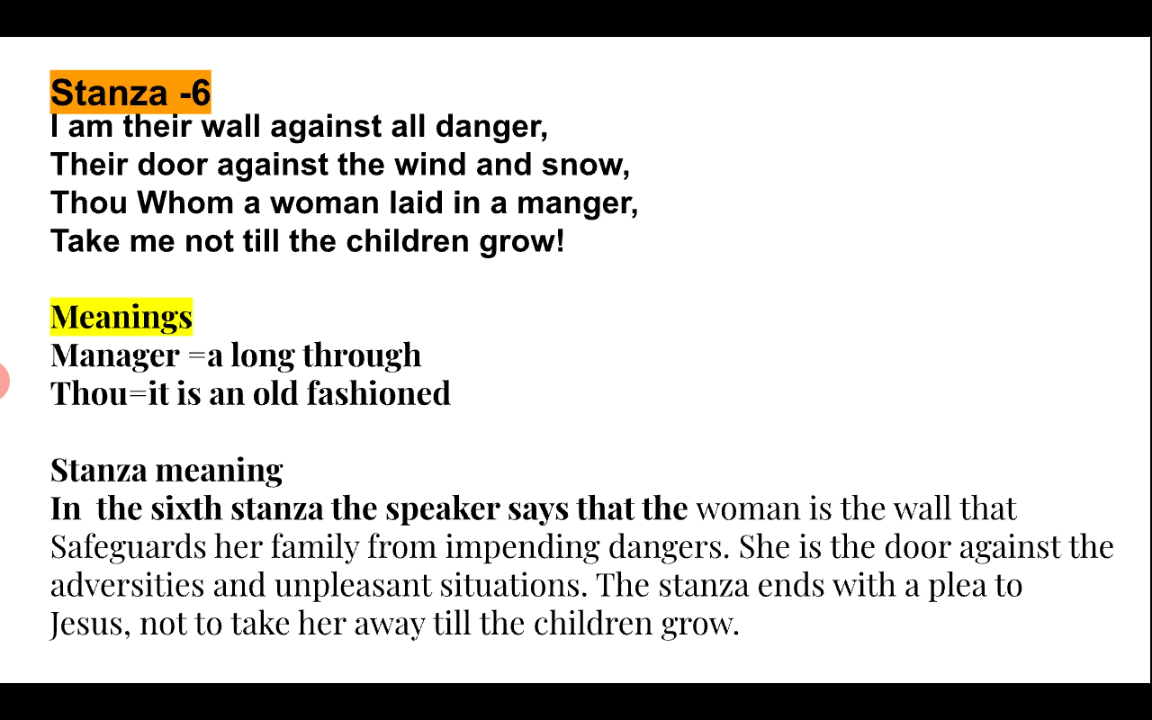 Stanza -6
I am their wall against all danger,
Their door against the wind and snow,
Thou Whom a woman laid in a manger,
Take me not till the children grow!
Meanings
Manager =a long through
Thou=it is an old fashioned
Stanza meaning
In  the sixth stanza the speaker says that the woman is the wall that
Safeguards her family from impending dangers. She is the door against the
adversities and unpleasant situations. The stanza ends with a plea to
Jesus, not to take her away till the children grow.